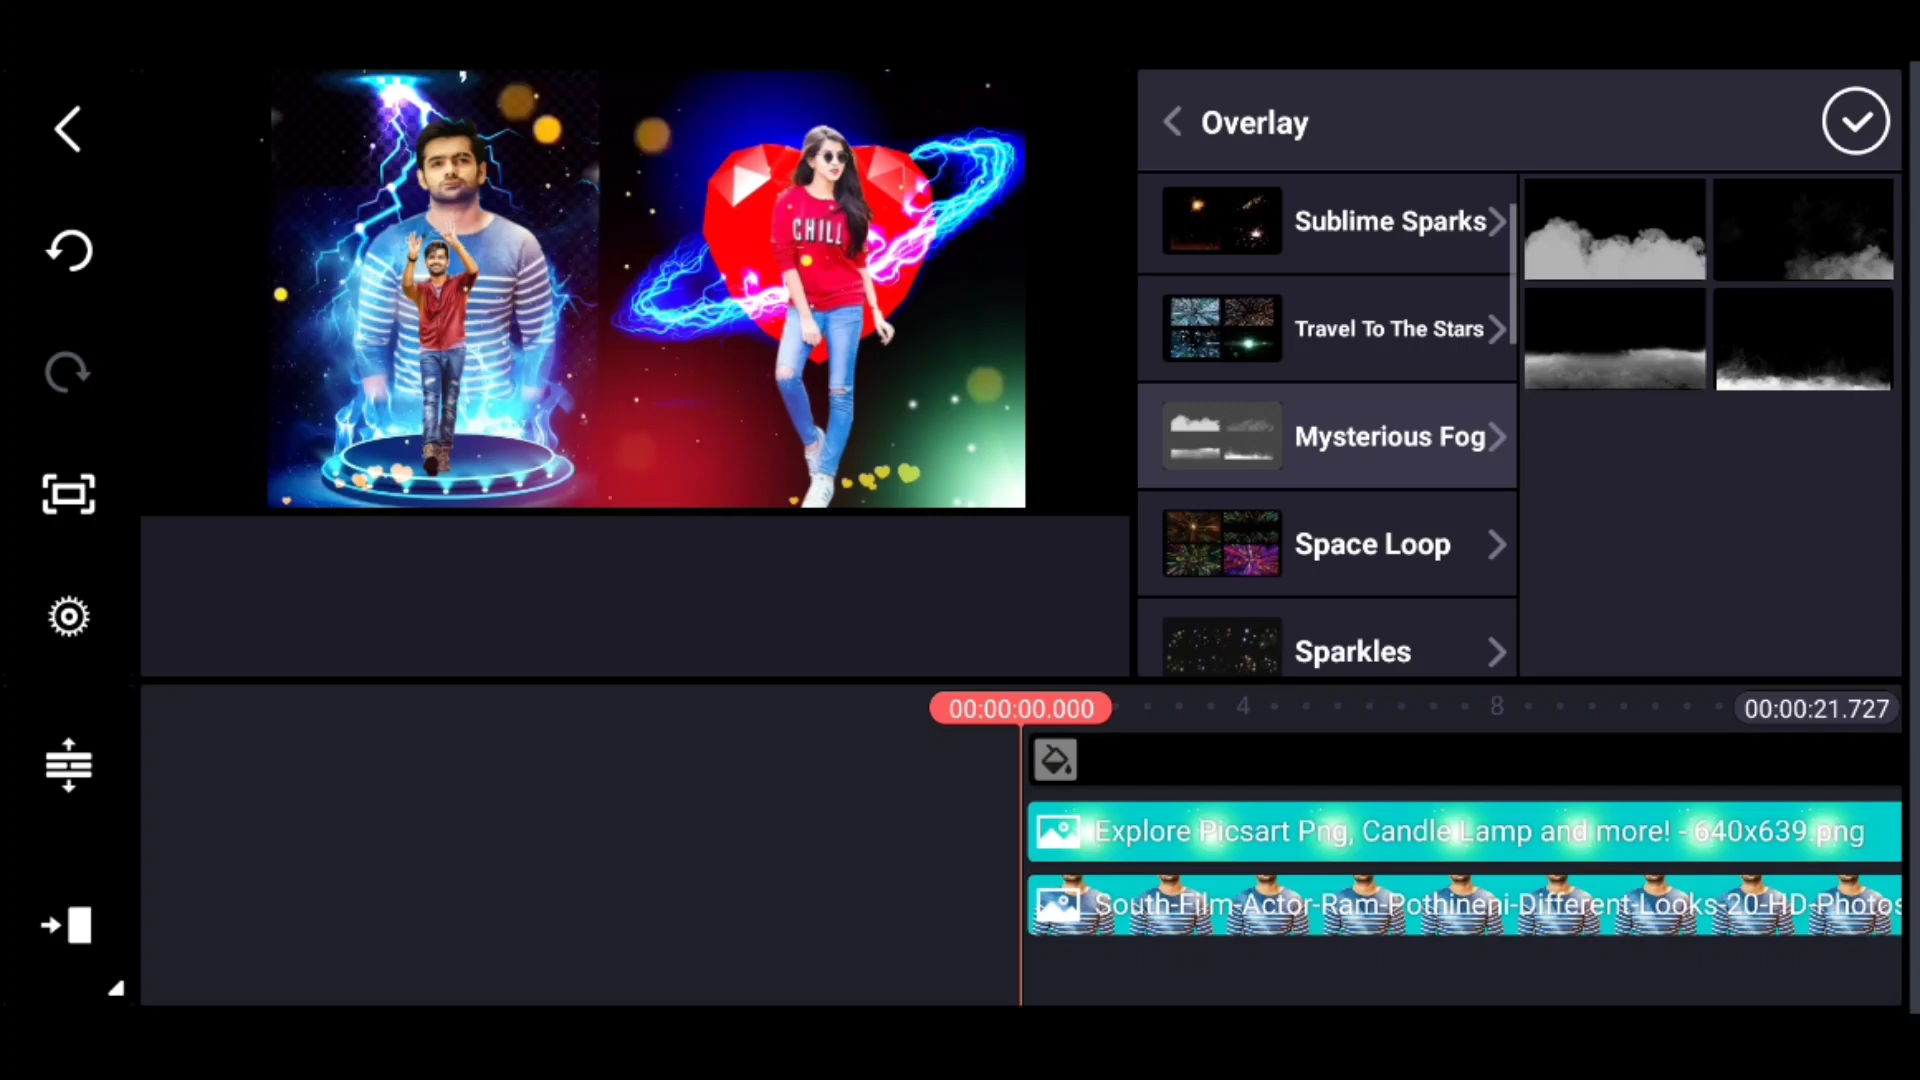 Overlay
CHILL
Sublime Sparks
Travel To The Stars
Mysterious Fog
Space Loop
Sparkles
00:00:00.000
4
8
00:00:21.727
Explore Picsart Png, Candle Lamp and more! - 640x639.png
South-Film-Actor-Ram-Pothineni-Different-Looks-20-HD-Photos